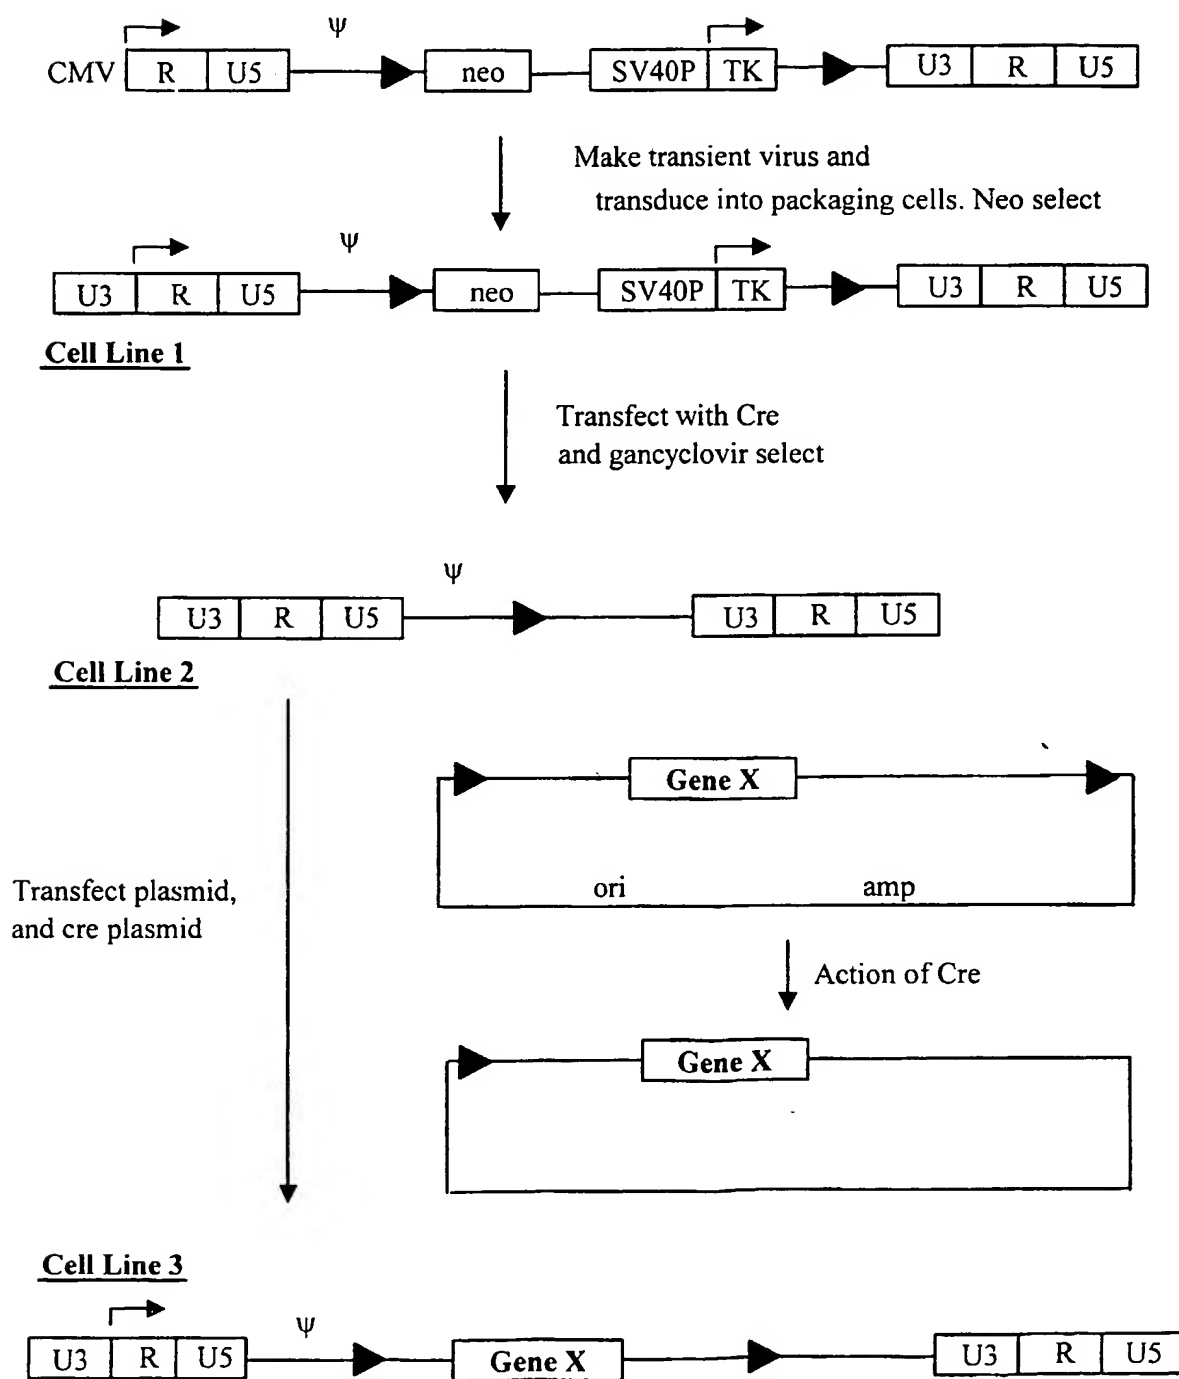 ψ
CMV R U5 neo SV40P TK U3 R U5
Make transient virus and
transduce into packaging cells. Neo select
ψ
U3 R U5 neo SV40P TK U3 R U5
Cell Line 1
Transfect with Cre
and gancyclovir select
ψ
U3 R U5 U3 R U5
Cell Line 2
Gene X
ori amp
Transfect plasmid,
and cre plasmid
Action of Cre
Gene X
Cell Line 3
ψ
U3 R U5 Gene X U3 R U5